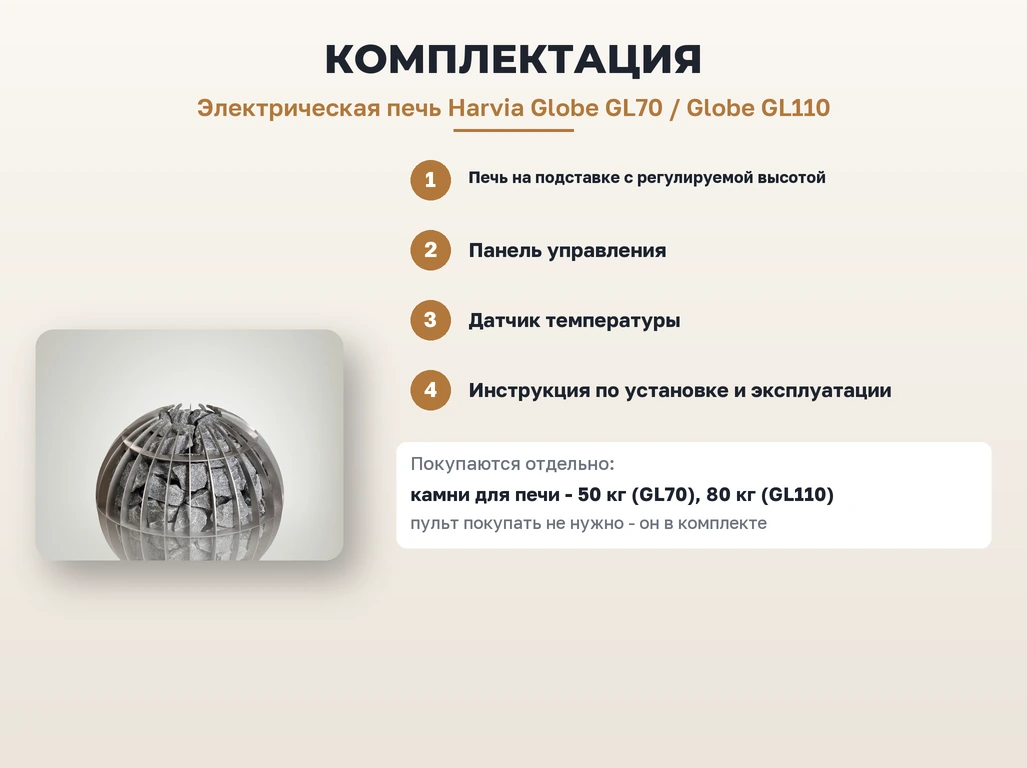 КОМПЛЕКТАЦИЯ
Электрическая печь Harvia Globe GL70 / Globe GL110
1 Печь на подставке с регулируемой высотой
2 Панель управления
3 Датчик температуры
4 Инструкция по установке и эксплуатации
Покупаются отдельно:
камни для печи - 50 кг (GL70), 80 кг (GL110)
пульт покупать не нужно - он в комплекте